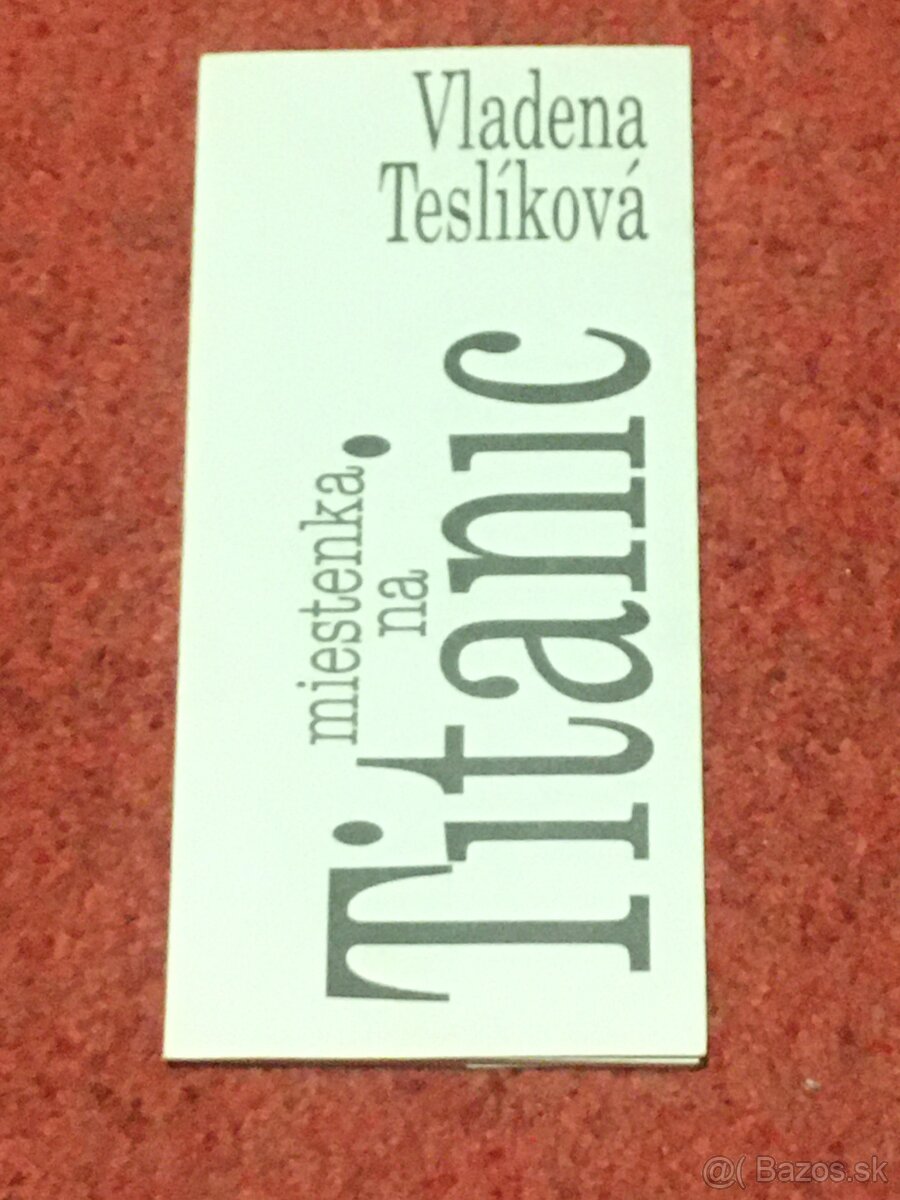 Vladena
Teslíková
miestenka
na
Titanic
@( Bazos.sk